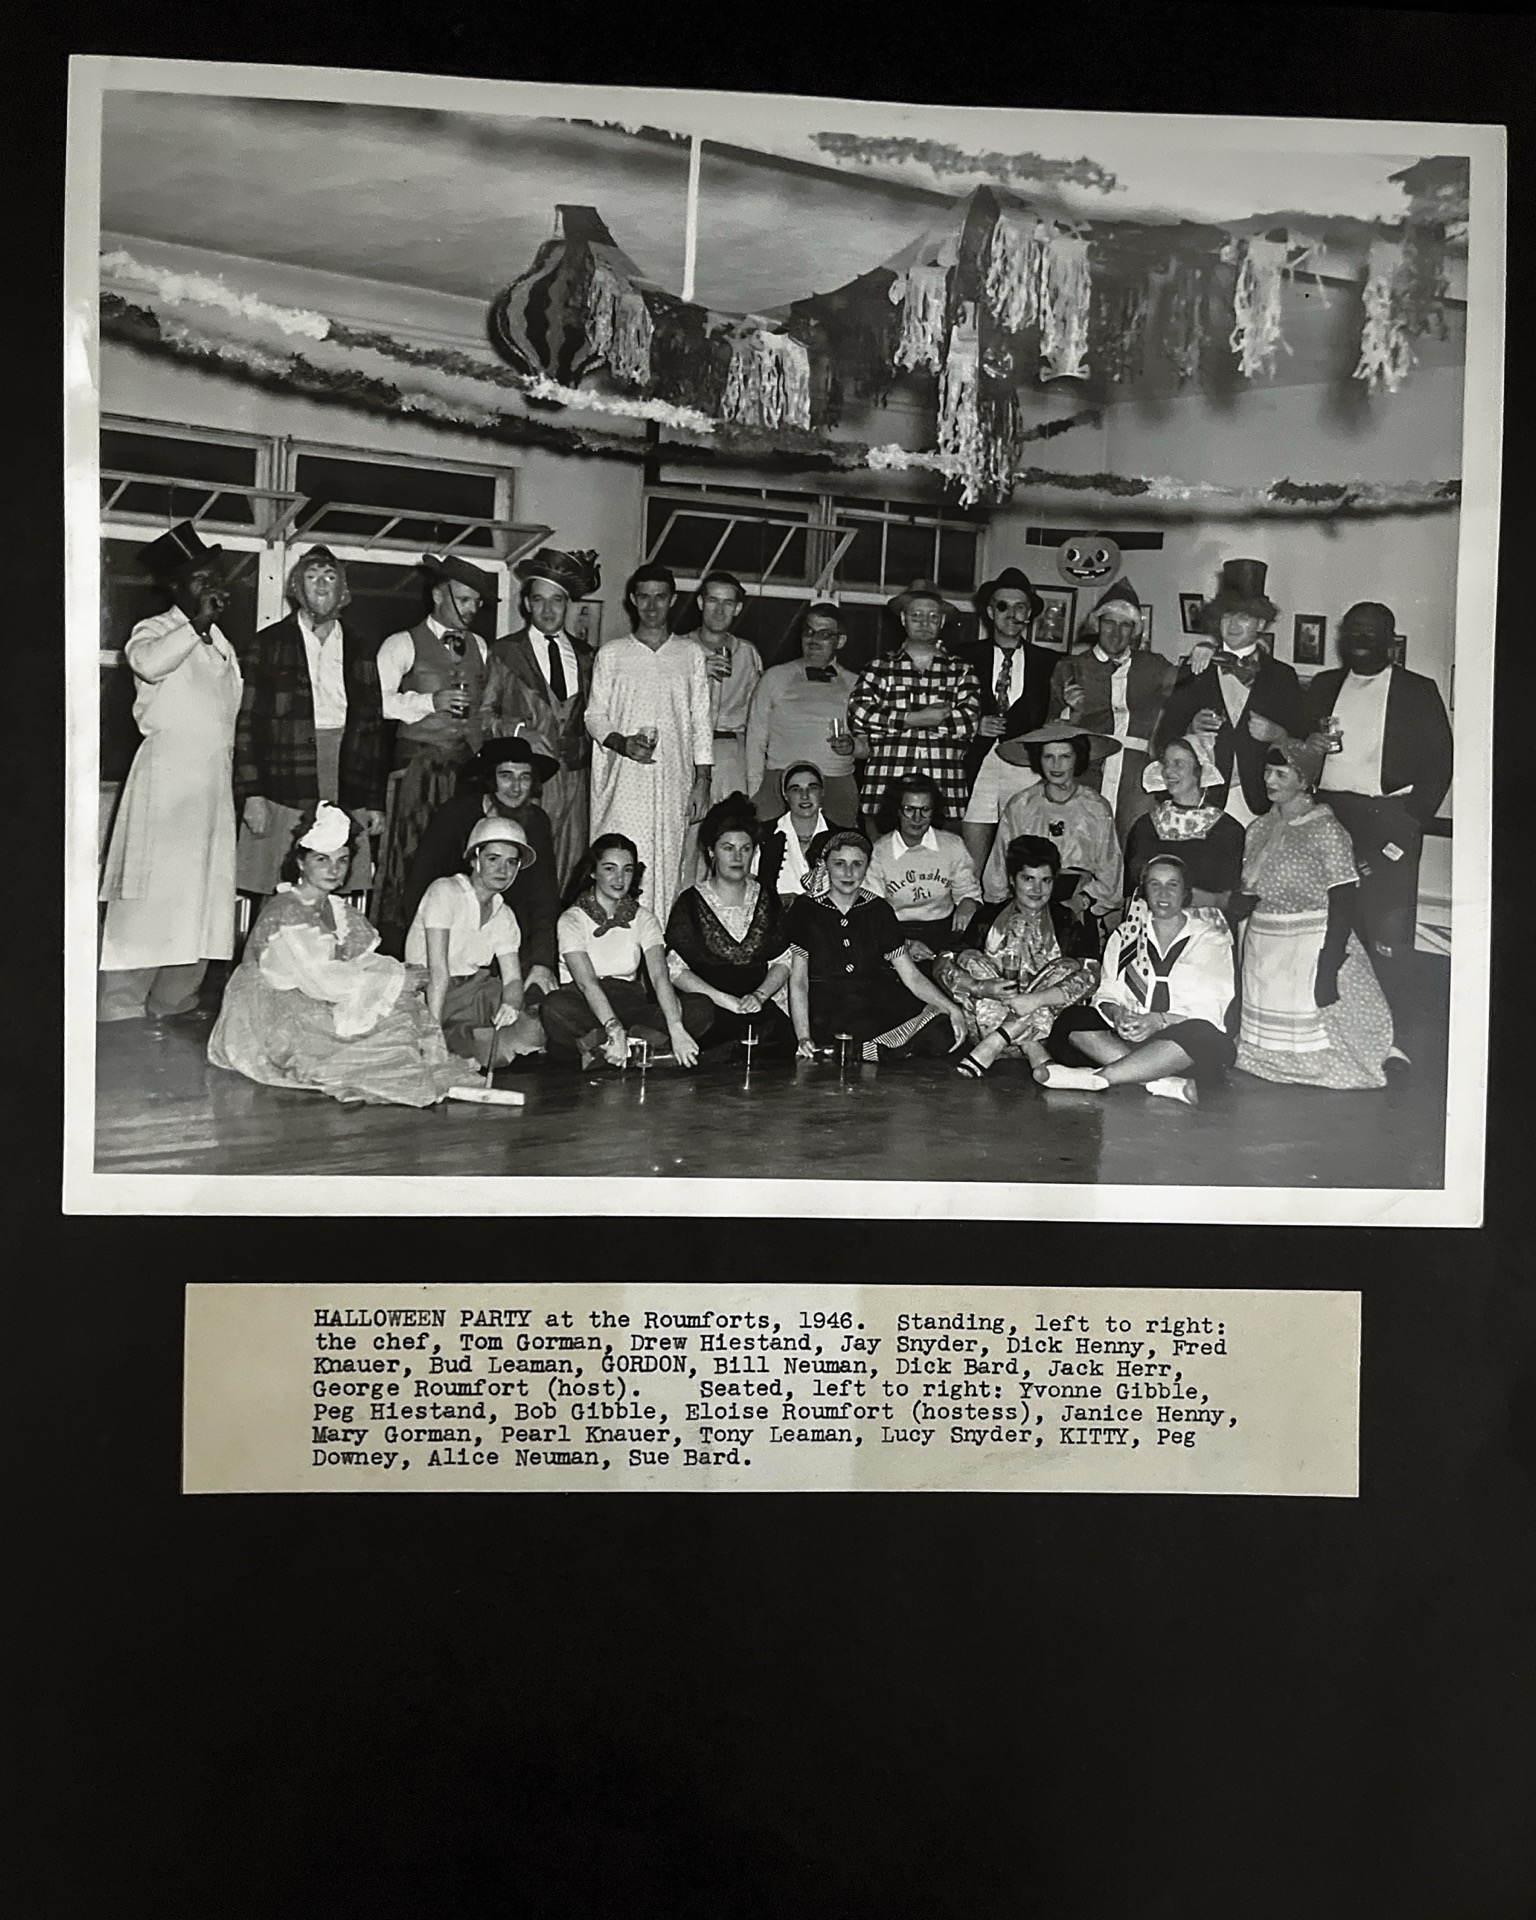 McCaskey
Hi
HALLOWEEN PARTY at the Roumforts, 1946. Standing, left to right:
the chef, Tom Gorman, Drew Hiestand, Jay Snyder, Dick Henny, Fred
Knauer, Bud Leaman, GORDON, Bill Neuman, Dick Bard, Jack Herr,
George Roumfort (host). Seated, left to right: Yvonne Gibble,
Peg Hiestand, Bob Gibble, Eloise Roumfort (hostess), Janice Henny,
Mary Gorman, Pearl Knauer, Tony Leaman, Lucy Snyder, KITTY, Peg
Downey, Alice Neuman, Sue Bard.